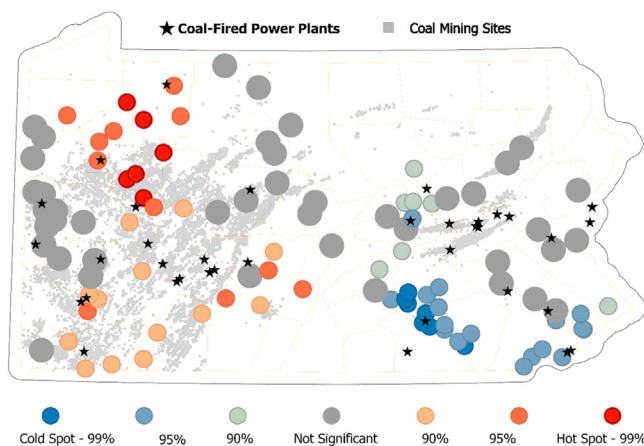 Coal-Fired Power Plants Coal Mining Sites
Cold Spot - 99% 95% 90% Not Significant 90% 95% Hot Spot - 99%